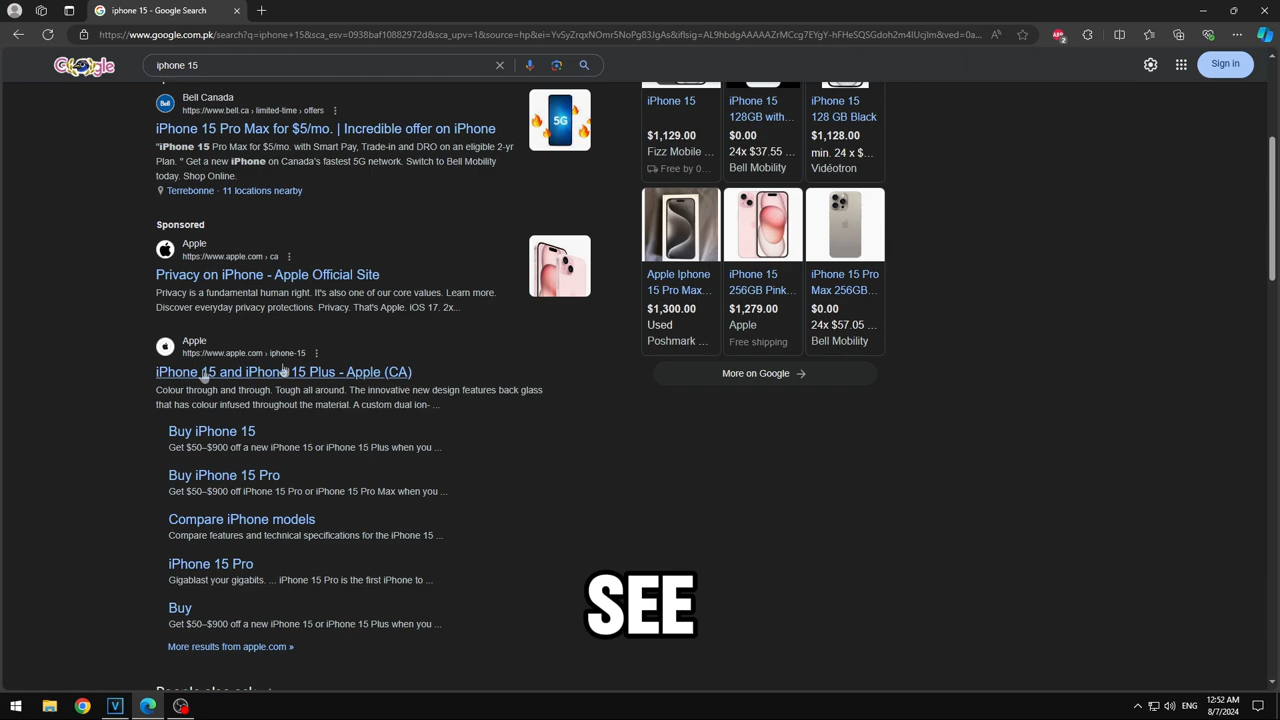 iphone 15 - Google Search
iphone 15
Sign in
Bell Canada
https://www.bell.ca › limited-time › offers
iPhone 15 Pro Max for $5/mo. | Incredible offer on iPhone
"iPhone 15 Pro Max for $5/mo. with Smart Pay, Trade-in and DRO on an eligible 2-yr
Plan. " Get a new iPhone on Canada's fastest 5G network. Switch to Bell Mobility
today. Shop Online.
Terrebonne · 11 locations nearby
5G
Sponsored
Apple
https://www.apple.com › ca
Privacy on iPhone - Apple Official Site
Privacy is a fundamental human right. It's also one of our core values. Learn more.
Discover everyday privacy protections. Privacy. That's Apple. iOS 17. 2x...
Apple
https://www.apple.com › iphone-15
iPhone 15 and iPhone 15 Plus - Apple (CA)
Colour through and through. Tough all around. The innovative new design features back glass
that has colour infused throughout the material. A custom dual ion- ...
Buy iPhone 15
Get $50–$900 off a new iPhone 15 or iPhone 15 Plus when you ...
Buy iPhone 15 Pro
Get $50–$900 off iPhone 15 Pro or iPhone 15 Pro Max when you ...
Compare iPhone models
Compare features and technical specifications for the iPhone 15 ...
iPhone 15 Pro
Gigablast your gigabits. ... iPhone 15 Pro is the first iPhone to ...
Buy
Get $50–$900 off a new iPhone 15 or iPhone 15 Plus when you ...
More results from apple.com »
iPhone 15
$1,129.00
Fizz Mobile ...
Free by 0...
iPhone 15
128GB with...
$0.00
24x $37.55 ...
Bell Mobility
iPhone 15
128 GB Black
$1,128.00
min. 24 x $...
Vidéotron
Apple Iphone
15 Pro Max...
$1,300.00
Used
Poshmark ...
iPhone 15
256GB Pink...
$1,279.00
Apple
Free shipping
iPhone 15 Pro
Max 256GB...
$0.00
24x $57.05 ...
Bell Mobility
More on Google
SEE
ENG
12:52 AM
8/7/2024